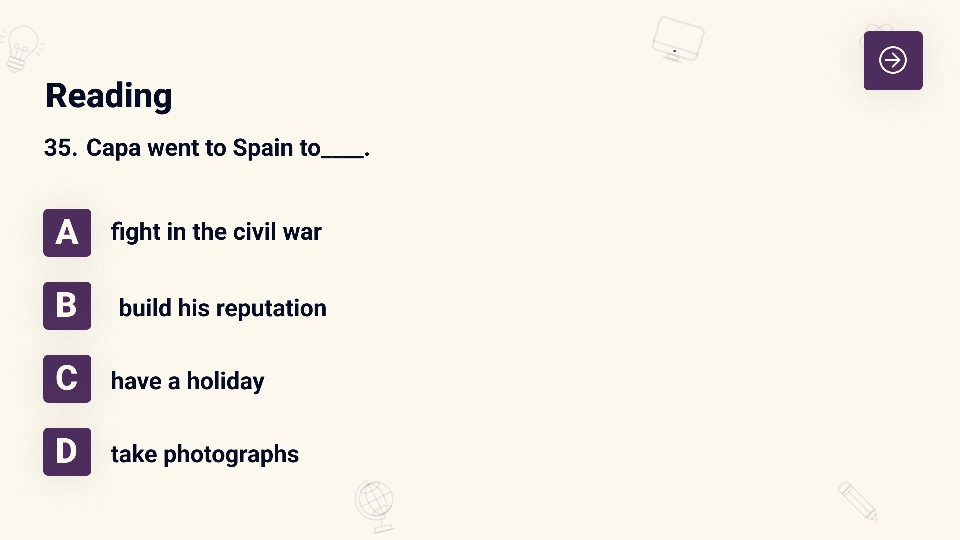 Reading
35. Capa went to Spain to____.
A fight in the civil war
B build his reputation
C have a holiday
D take photographs